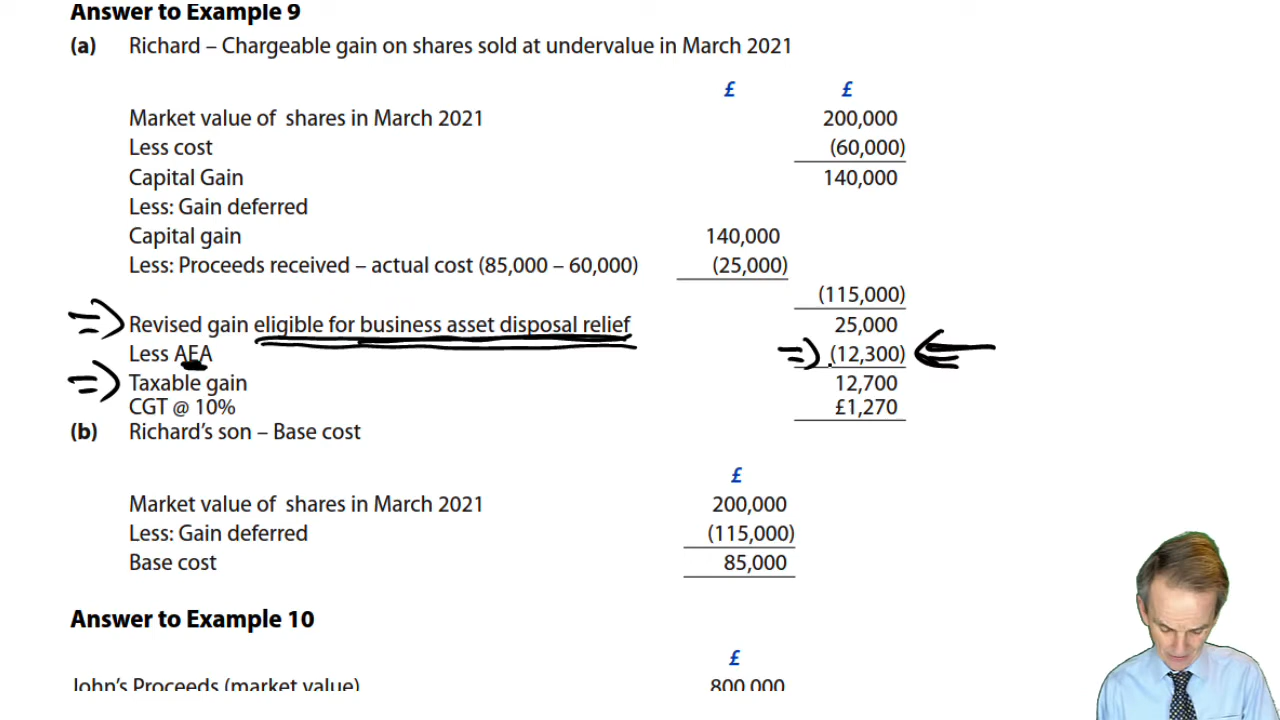 Answer to Example 9
(a) Richard – Chargeable gain on shares sold at undervalue in March 2021
£ £
Market value of shares in March 2021 200,000
Less cost (60,000)
Capital Gain 140,000
Less: Gain deferred
Capital gain 140,000
Less: Proceeds received – actual cost (85,000 – 60,000) (25,000)
(115,000)
Revised gain eligible for business asset disposal relief 25,000
Less AEA (12,300)
Taxable gain 12,700
CGT @ 10% £1,270
(b) Richard's son – Base cost
£
Market value of shares in March 2021 200,000
Less: Gain deferred (115,000)
Base cost 85,000
Answer to Example 10
£
John's Proceeds (market value) 800,000